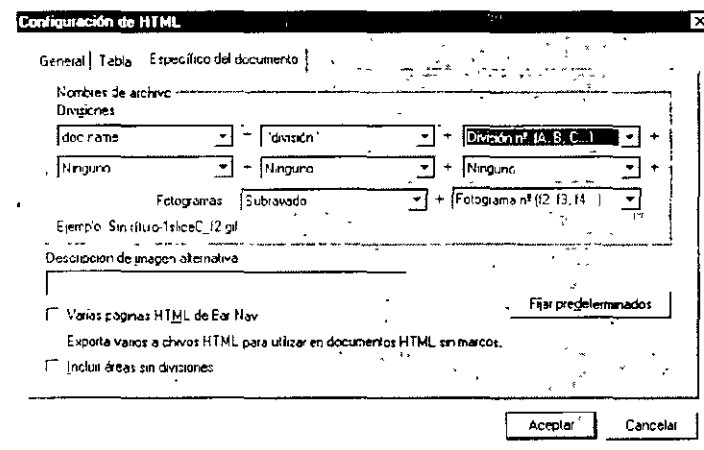 Configuración de HTML
General Tabla Específico del documento
Nombres de archivo
Divisiones
doc.name + "división" + División nº (A, B, C...) +
Ninguno + Ninguno + Ninguno +
Fotogramas Subrayado + Fotograma nº (f2, f3, f4...)
Ejemplo: Sin título-1sliceC_f2.gif
Descripción de imagen alternativa
Fijar predeterminados
Varias páginas HTML de Bar Nav
Exporta varios archivos HTML para utilizar en documentos HTML sin marcos.
Incluir áreas sin divisiones
Aceptar Cancelar